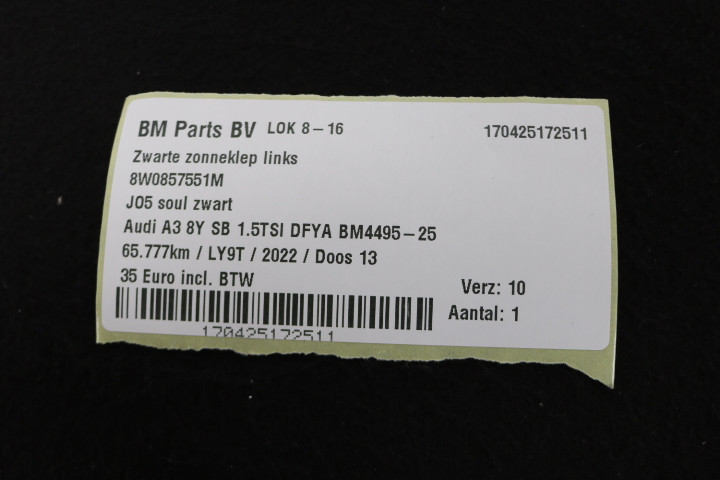 BM Parts BV LOK 8-16 170425172511
Zwarte zonneklep links
8W0857551M
J05 soul zwart
Audi A3 8Y SB 1.5TSI DFYA BM4495-25
65.777km / LY9T / 2022 / Doos 13
35 Euro incl. BTW Verz: 10
Aantal: 1
170425172511